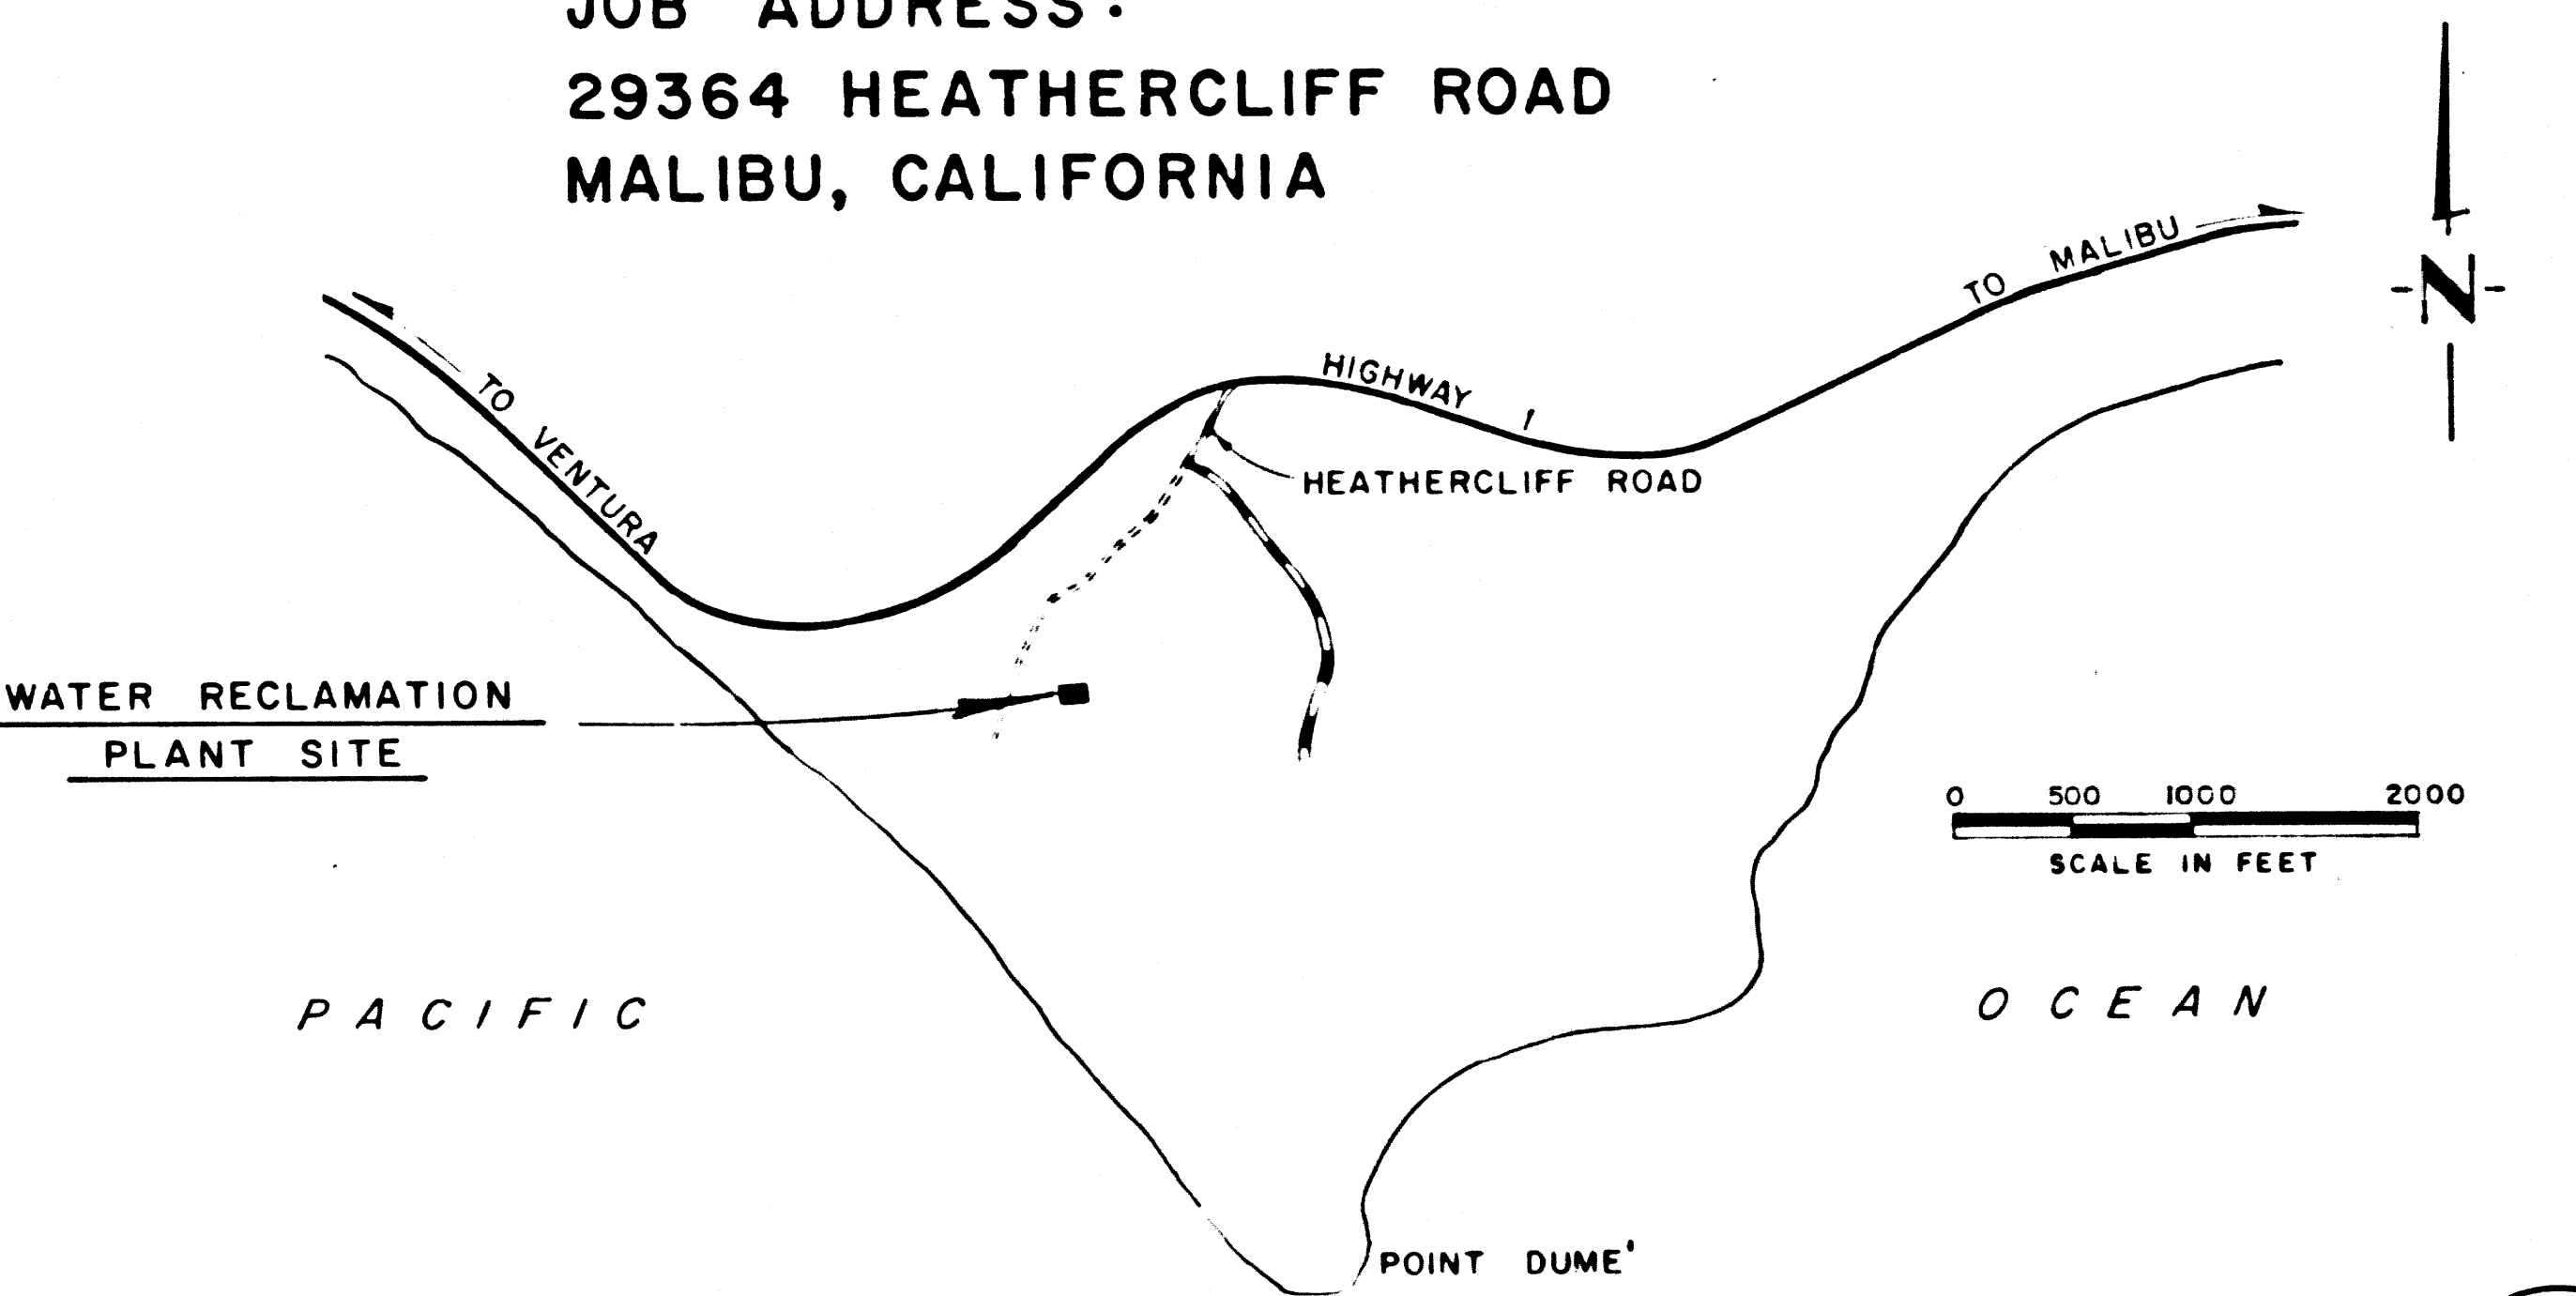 JOB ADDRESS:
29364 HEATHERCLIFF ROAD
MALIBU, CALIFORNIA
TO MALIBU
N
TO VENTURA
HIGHWAY 1
HEATHERCLIFF ROAD
WATER RECLAMATION
PLANT SITE
0 500 1000 2000
SCALE IN FEET
PACIFIC OCEAN
POINT DUME'